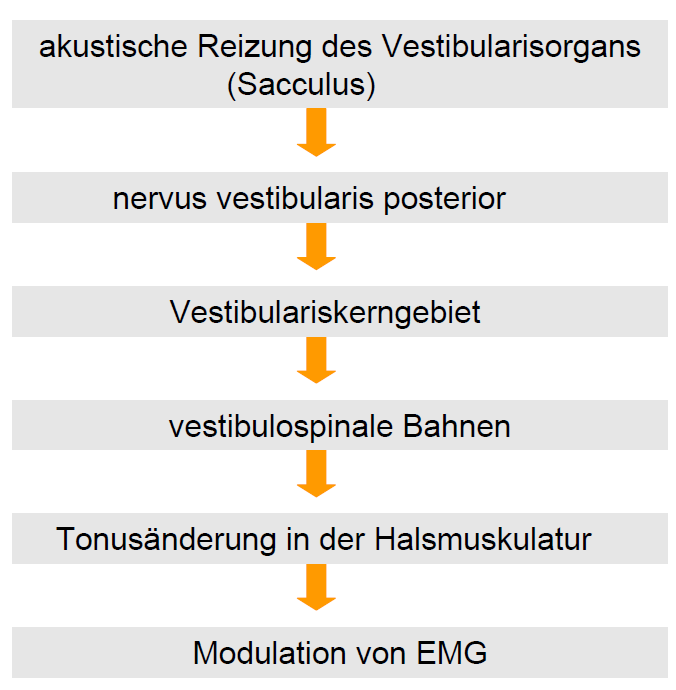 akustische Reizung des Vestibularisorgans
(Sacculus)
nervus vestibularis posterior
Vestibulariskerngebiet
vestibulospinale Bahnen
Tonusänderung in der Halsmuskulatur
Modulation von EMG